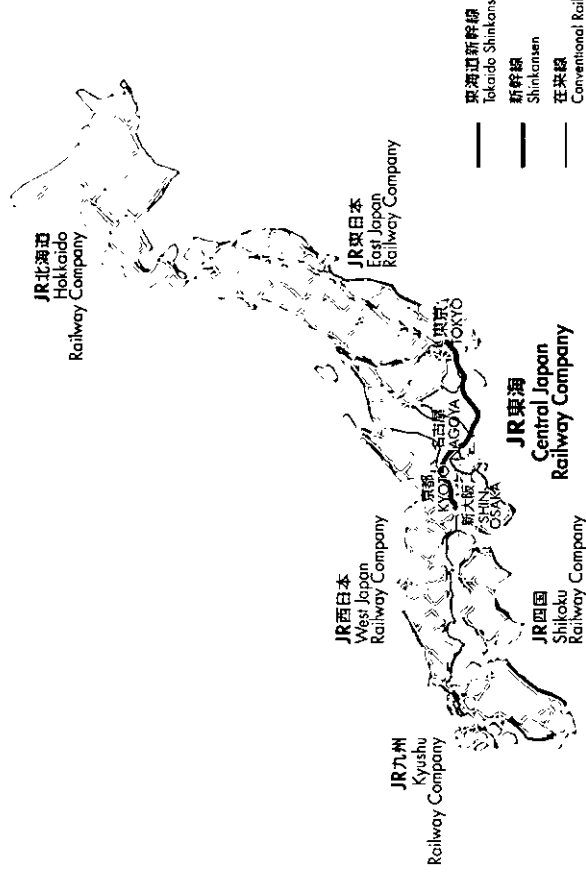 JR北海道
Hokkaido
Railway Company
JR東日本
East Japan
Railway Company
東京
TOKYO
名古屋
NAGOYA
京都
KYOTO
新大阪
SHIN
OSAKA
JR東海
Central Japan
Railway Company
JR西日本
West Japan
Railway Company
JR四国
Shikoku
Railway Company
JR九州
Kyushu
Railway Company
東海道新幹線
Tokaido Shinkans
新幹線
Shinkansen
在来線
Conventional Rail